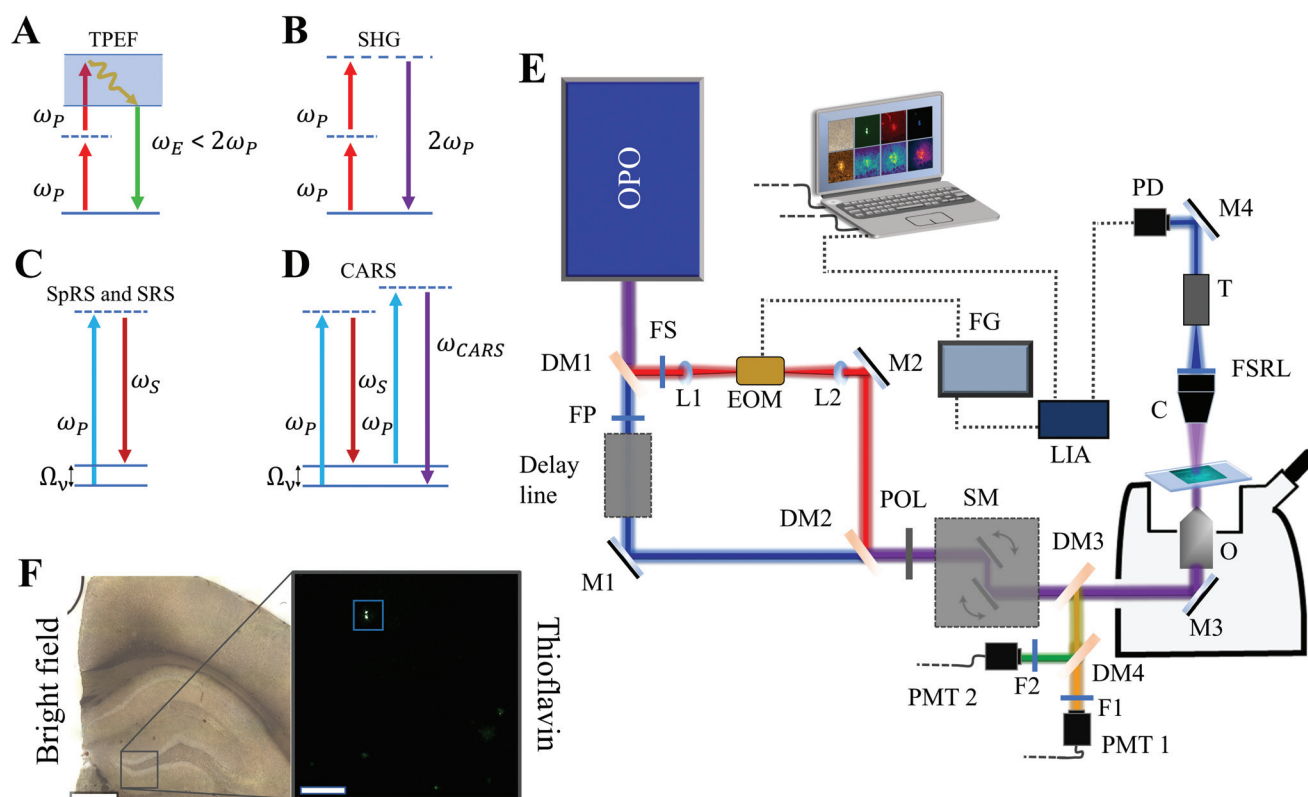 A
TPEF
ω_P
ω_E < 2ω_P
ω_P
B
SHG
ω_P
2ω_P
ω_P
C
SpRS and SRS
ω_S
ω_P
Ω_ν
D
CARS
ω_CARS
ω_S
ω_P
ω_P
Ω_ν
E
OPO
PD
M4
T
FG
FS
DM1
M2
L1
EOM
L2
FSRL
C
FP
LIA
Delay
line
POL
SM
DM2
DM3
O
M1
M3
DM4
F2
PMT 2
F1
PMT 1
F
Bright field
Thioflavin